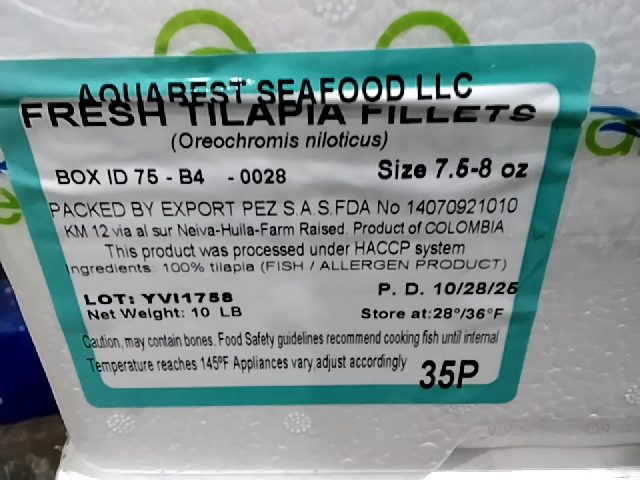 AQUABEST SEAFOOD LLC
FRESH TILAPIA FILLETS
(Oreochromis niloticus)
BOX ID 75 - B4 - 0028
Size 7.5-8 oz
PACKED BY EXPORT PEZ S.A.S.FDA No 14070921010
KM 12 via al sur Neiva-Huila-Farm Raised. Product of COLOMBIA
This product was processed under HACCP system
Ingredients 100% tilapia (FISH / ALLERGEN PRODUCT)
LOT: YVI1758
P. D. 10/28/25
Net Weight: 10 LB
Store at:28°/36°F
Caution, may contain bones. Food Safety guidelines recommend cooking fish until internal
Temperature reaches 145ºF Appliances vary,adjust accordingly
35P